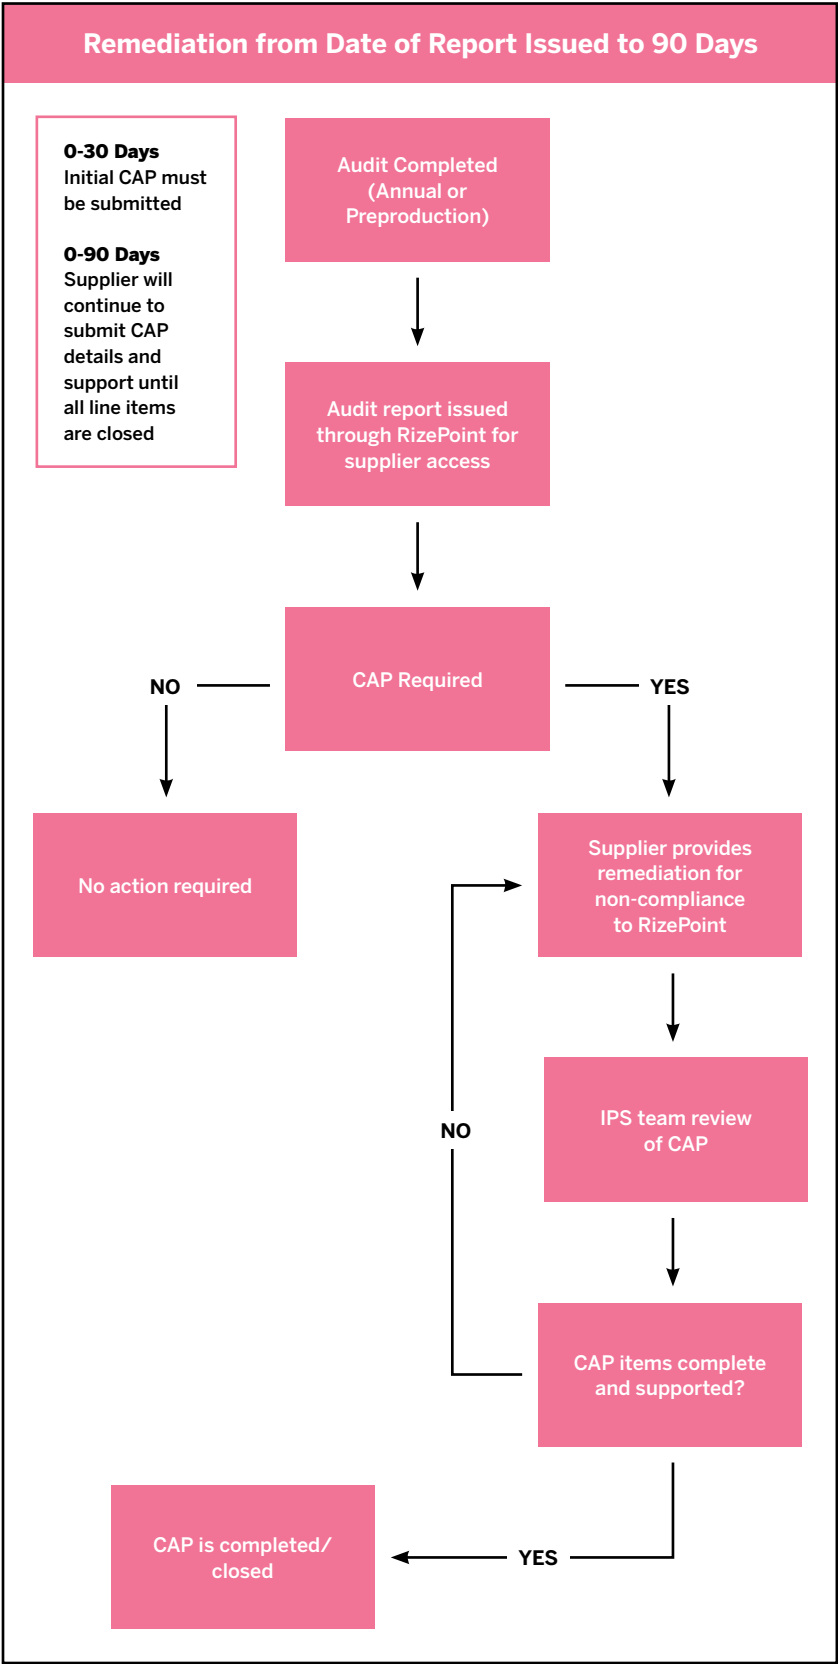 Remediation from Date of Report Issued to 90 Days
0-30 Days
Initial CAP must
be submitted
0-90 Days
Supplier will
continue to
submit CAP
details and
support until
all line items
are closed
Audit Completed
(Annual or
Preproduction)
Audit report issued
through RizePoint for
supplier access
CAP Required
NO
YES
No action required
Supplier provides
remediation for
non-compliance
to RizePoint
IPS team review
of CAP
NO
CAP items complete
and supported?
YES
CAP is completed/
closed